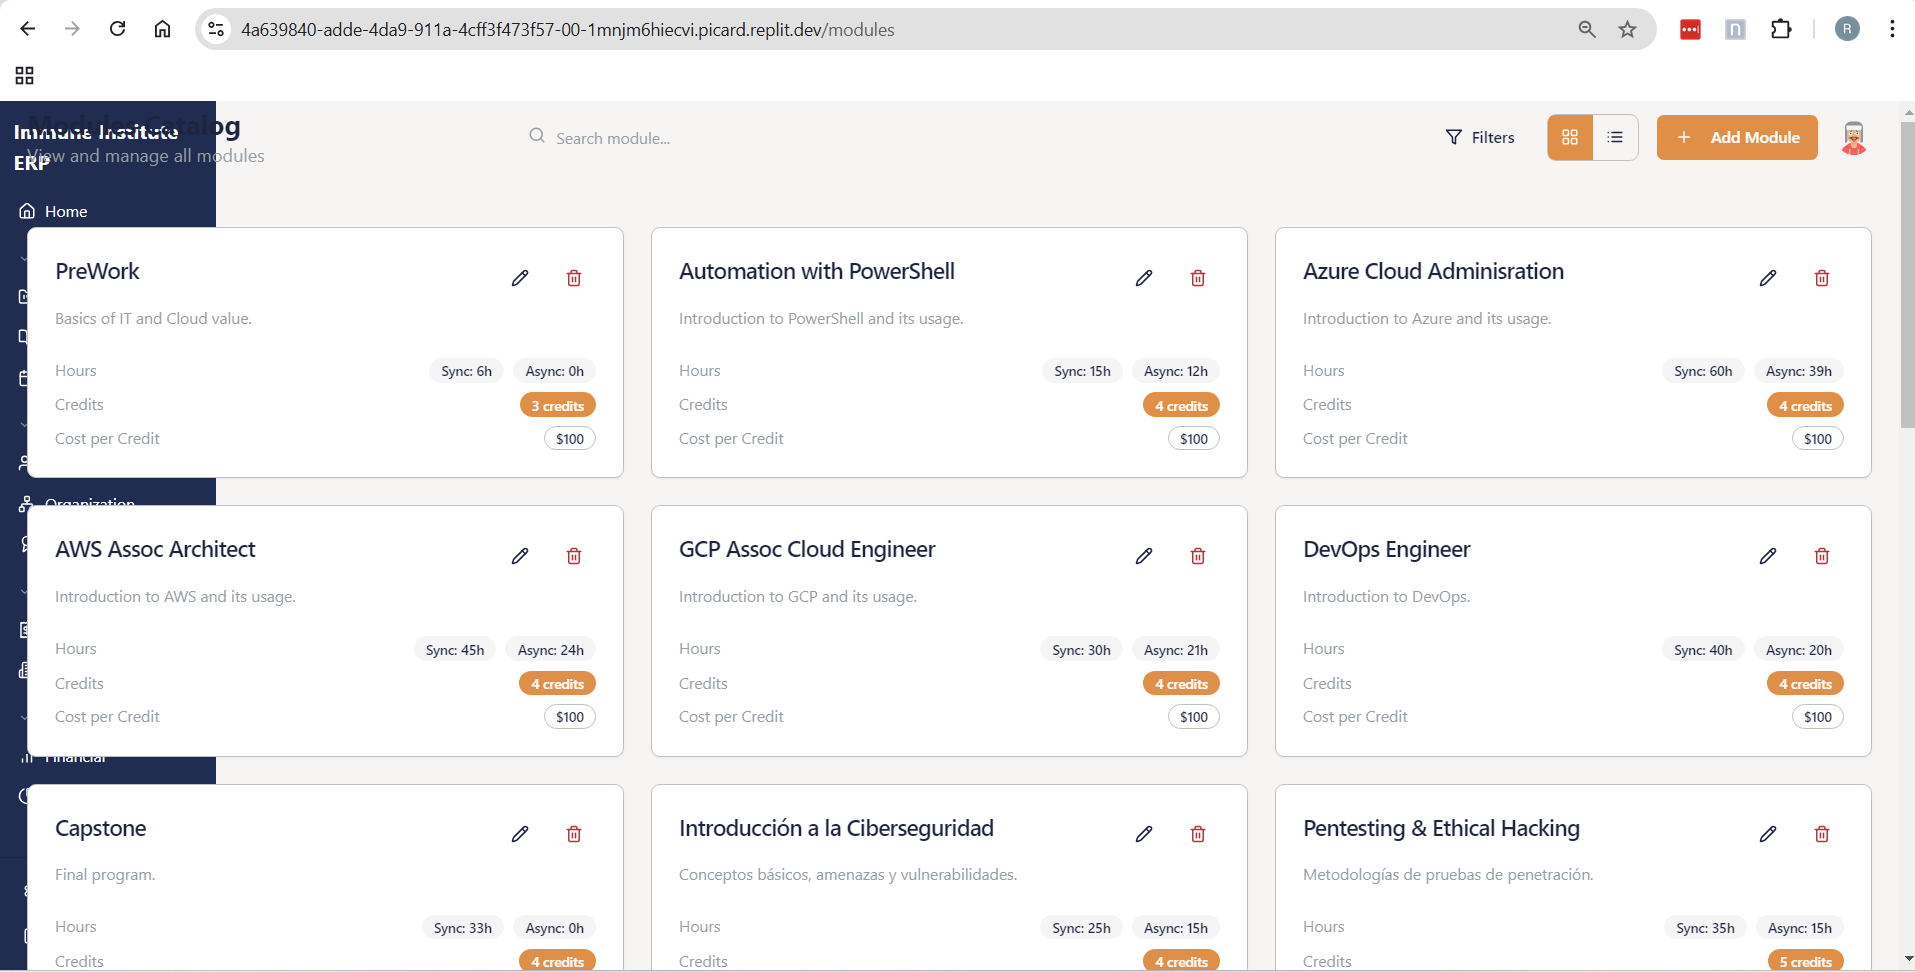 4a639840-adde-4da9-911a-4cff3f473f57-00-1mnjm6hiecvi.picard.replit.dev/modules
R
Immune Institute
ERP
Modules Catalog
View and manage all modules
Search module...
Filters
Add Module
Home
Organization
Financial
PreWork
Basics of IT and Cloud value.
Hours Sync: 6h Async: 0h
Credits 3 credits
Cost per Credit $100
Automation with PowerShell
Introduction to PowerShell and its usage.
Hours Sync: 15h Async: 12h
Credits 4 credits
Cost per Credit $100
Azure Cloud Adminisration
Introduction to Azure and its usage.
Hours Sync: 60h Async: 39h
Credits 4 credits
Cost per Credit $100
AWS Assoc Architect
Introduction to AWS and its usage.
Hours Sync: 45h Async: 24h
Credits 4 credits
Cost per Credit $100
GCP Assoc Cloud Engineer
Introduction to GCP and its usage.
Hours Sync: 30h Async: 21h
Credits 4 credits
Cost per Credit $100
DevOps Engineer
Introduction to DevOps.
Hours Sync: 40h Async: 20h
Credits 4 credits
Cost per Credit $100
Capstone
Final program.
Hours Sync: 33h Async: 0h
Credits 4 credits
Introducción a la Ciberseguridad
Conceptos básicos, amenazas y vulnerabilidades.
Hours Sync: 25h Async: 15h
Credits 4 credits
Pentesting & Ethical Hacking
Metodologías de pruebas de penetración.
Hours Sync: 35h Async: 15h
Credits 5 credits